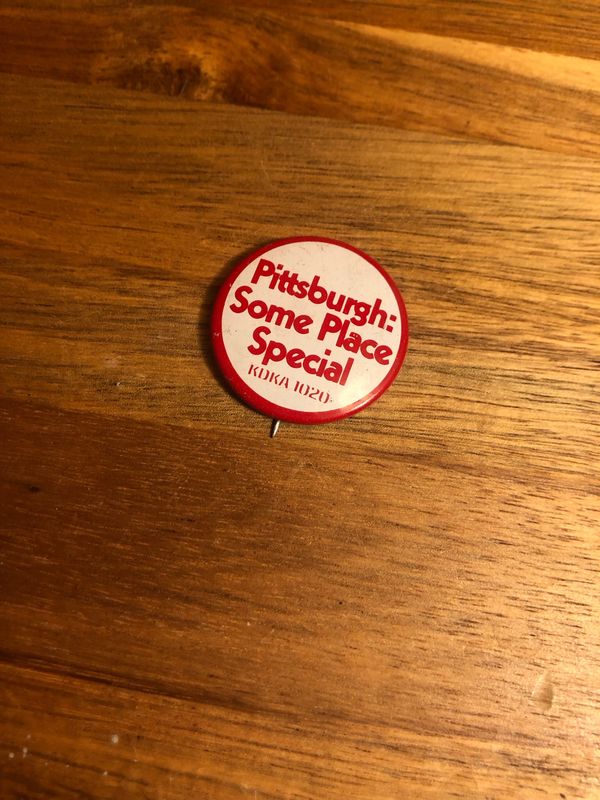 Pittsburgh:
Some Place
Special
KDKA 1020